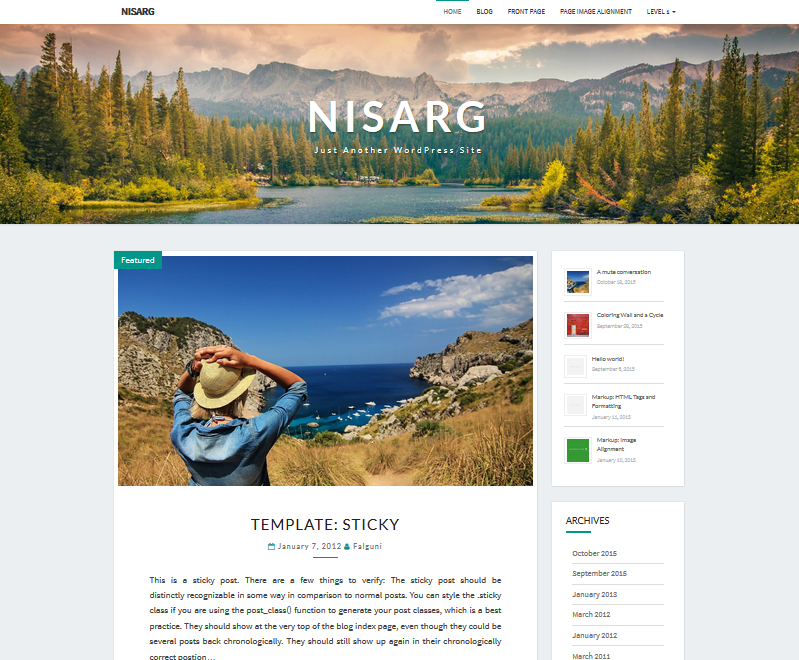 NISARG
HOME
BLOG
FRONT PAGE
PAGE IMAGE ALIGNMENT
LEVEL 1
NISARG
Just Another WordPress Site
Featured
TEMPLATE: STICKY
January 7, 2012 Falguni
This is a sticky post. There are a few things to verify: The sticky post should be
distinctly recognizable in some way in comparison to normal posts. You can style the .sticky
class if you are using the post_class() function to generate your post classes, which is a best
practice. They should show at the very top of the blog index page, even though they could be
several posts back chronologically. They should still show up again in their chronologically
correct postion…
A mute conversation
October 18, 2015
Coloring Wall and a Cycle
September 28, 2015
Hello world!
September 5, 2015
Markup: HTML Tags and
Formatting
January 11, 2013
Markup: Image
Alignment
January 10, 2013
ARCHIVES
October 2015
September 2015
January 2013
March 2012
January 2012
March 2011